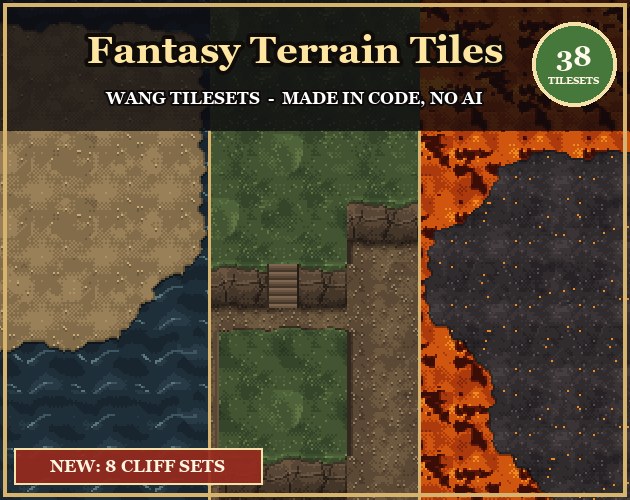 Fantasy Terrain Tiles
38
TILESETS
WANG TILESETS - MADE IN CODE, NO AI
NEW: 8 CLIFF SETS